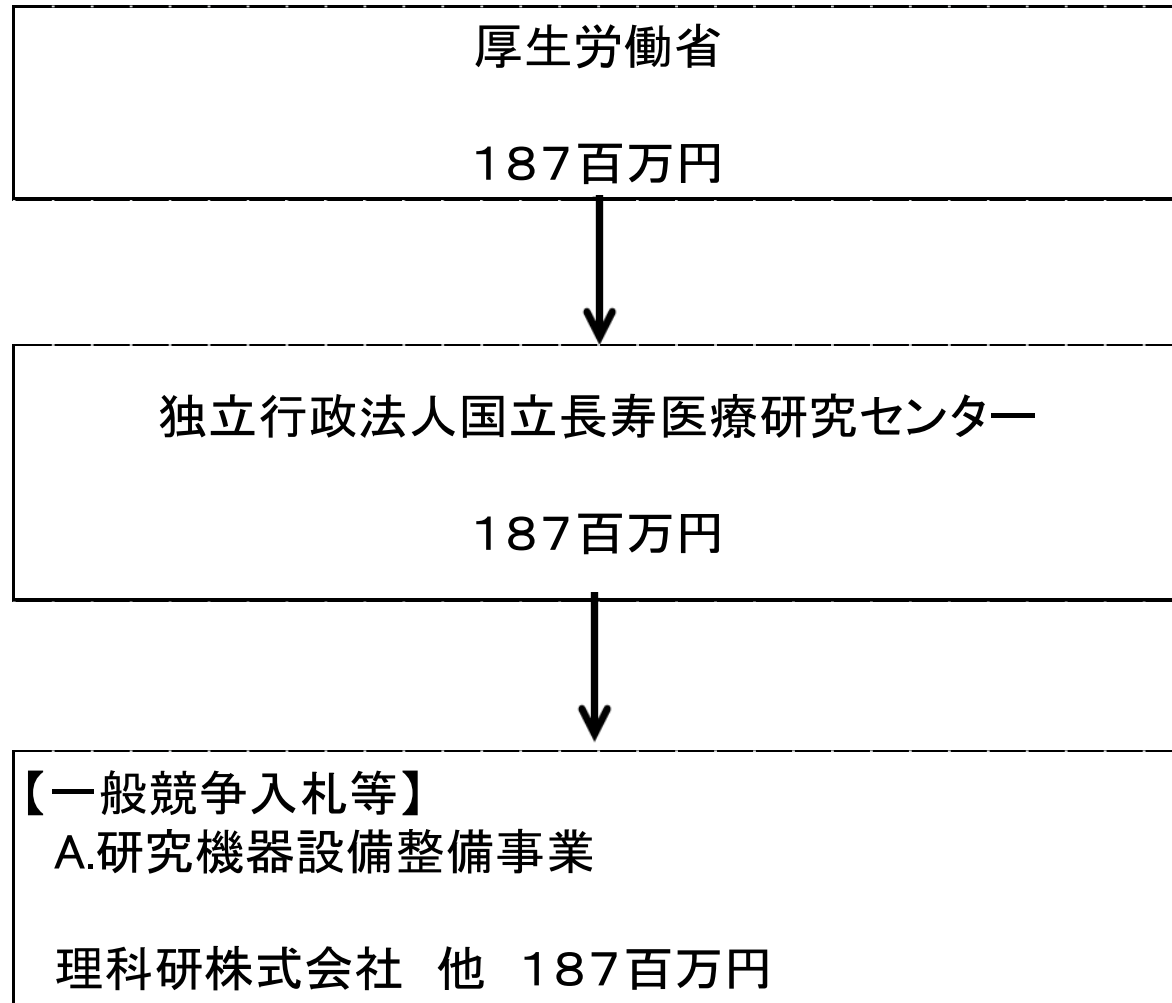 厚生労働省
187百万円
独立行政法人国立長寿医療研究センター
187百万円
【一般競争入札等】
A.研究機器設備整備事業
理科研株式会社　他　187百万円